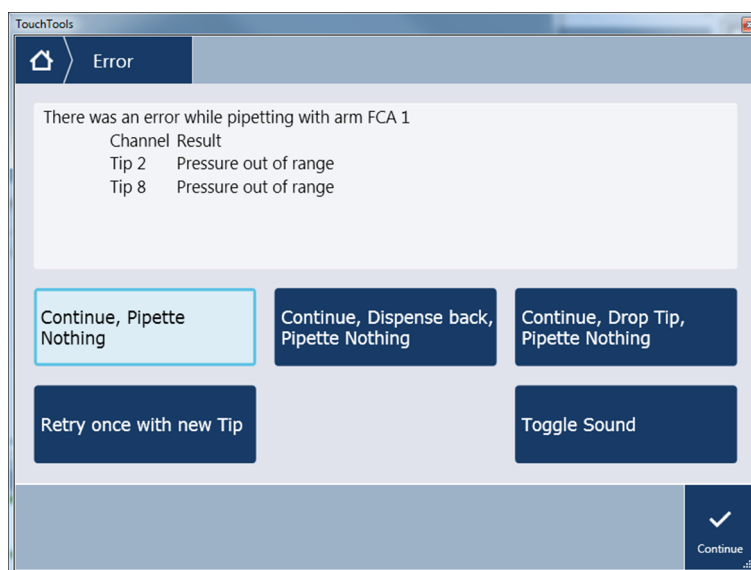 TouchTools
Error
There was an error while pipetting with arm FCA 1
Channel Result
Tip 2 Pressure out of range
Tip 8 Pressure out of range
Continue, Pipette
Nothing
Continue, Dispense back,
Pipette Nothing
Continue, Drop Tip,
Pipette Nothing
Retry once with new Tip
Toggle Sound
Continue